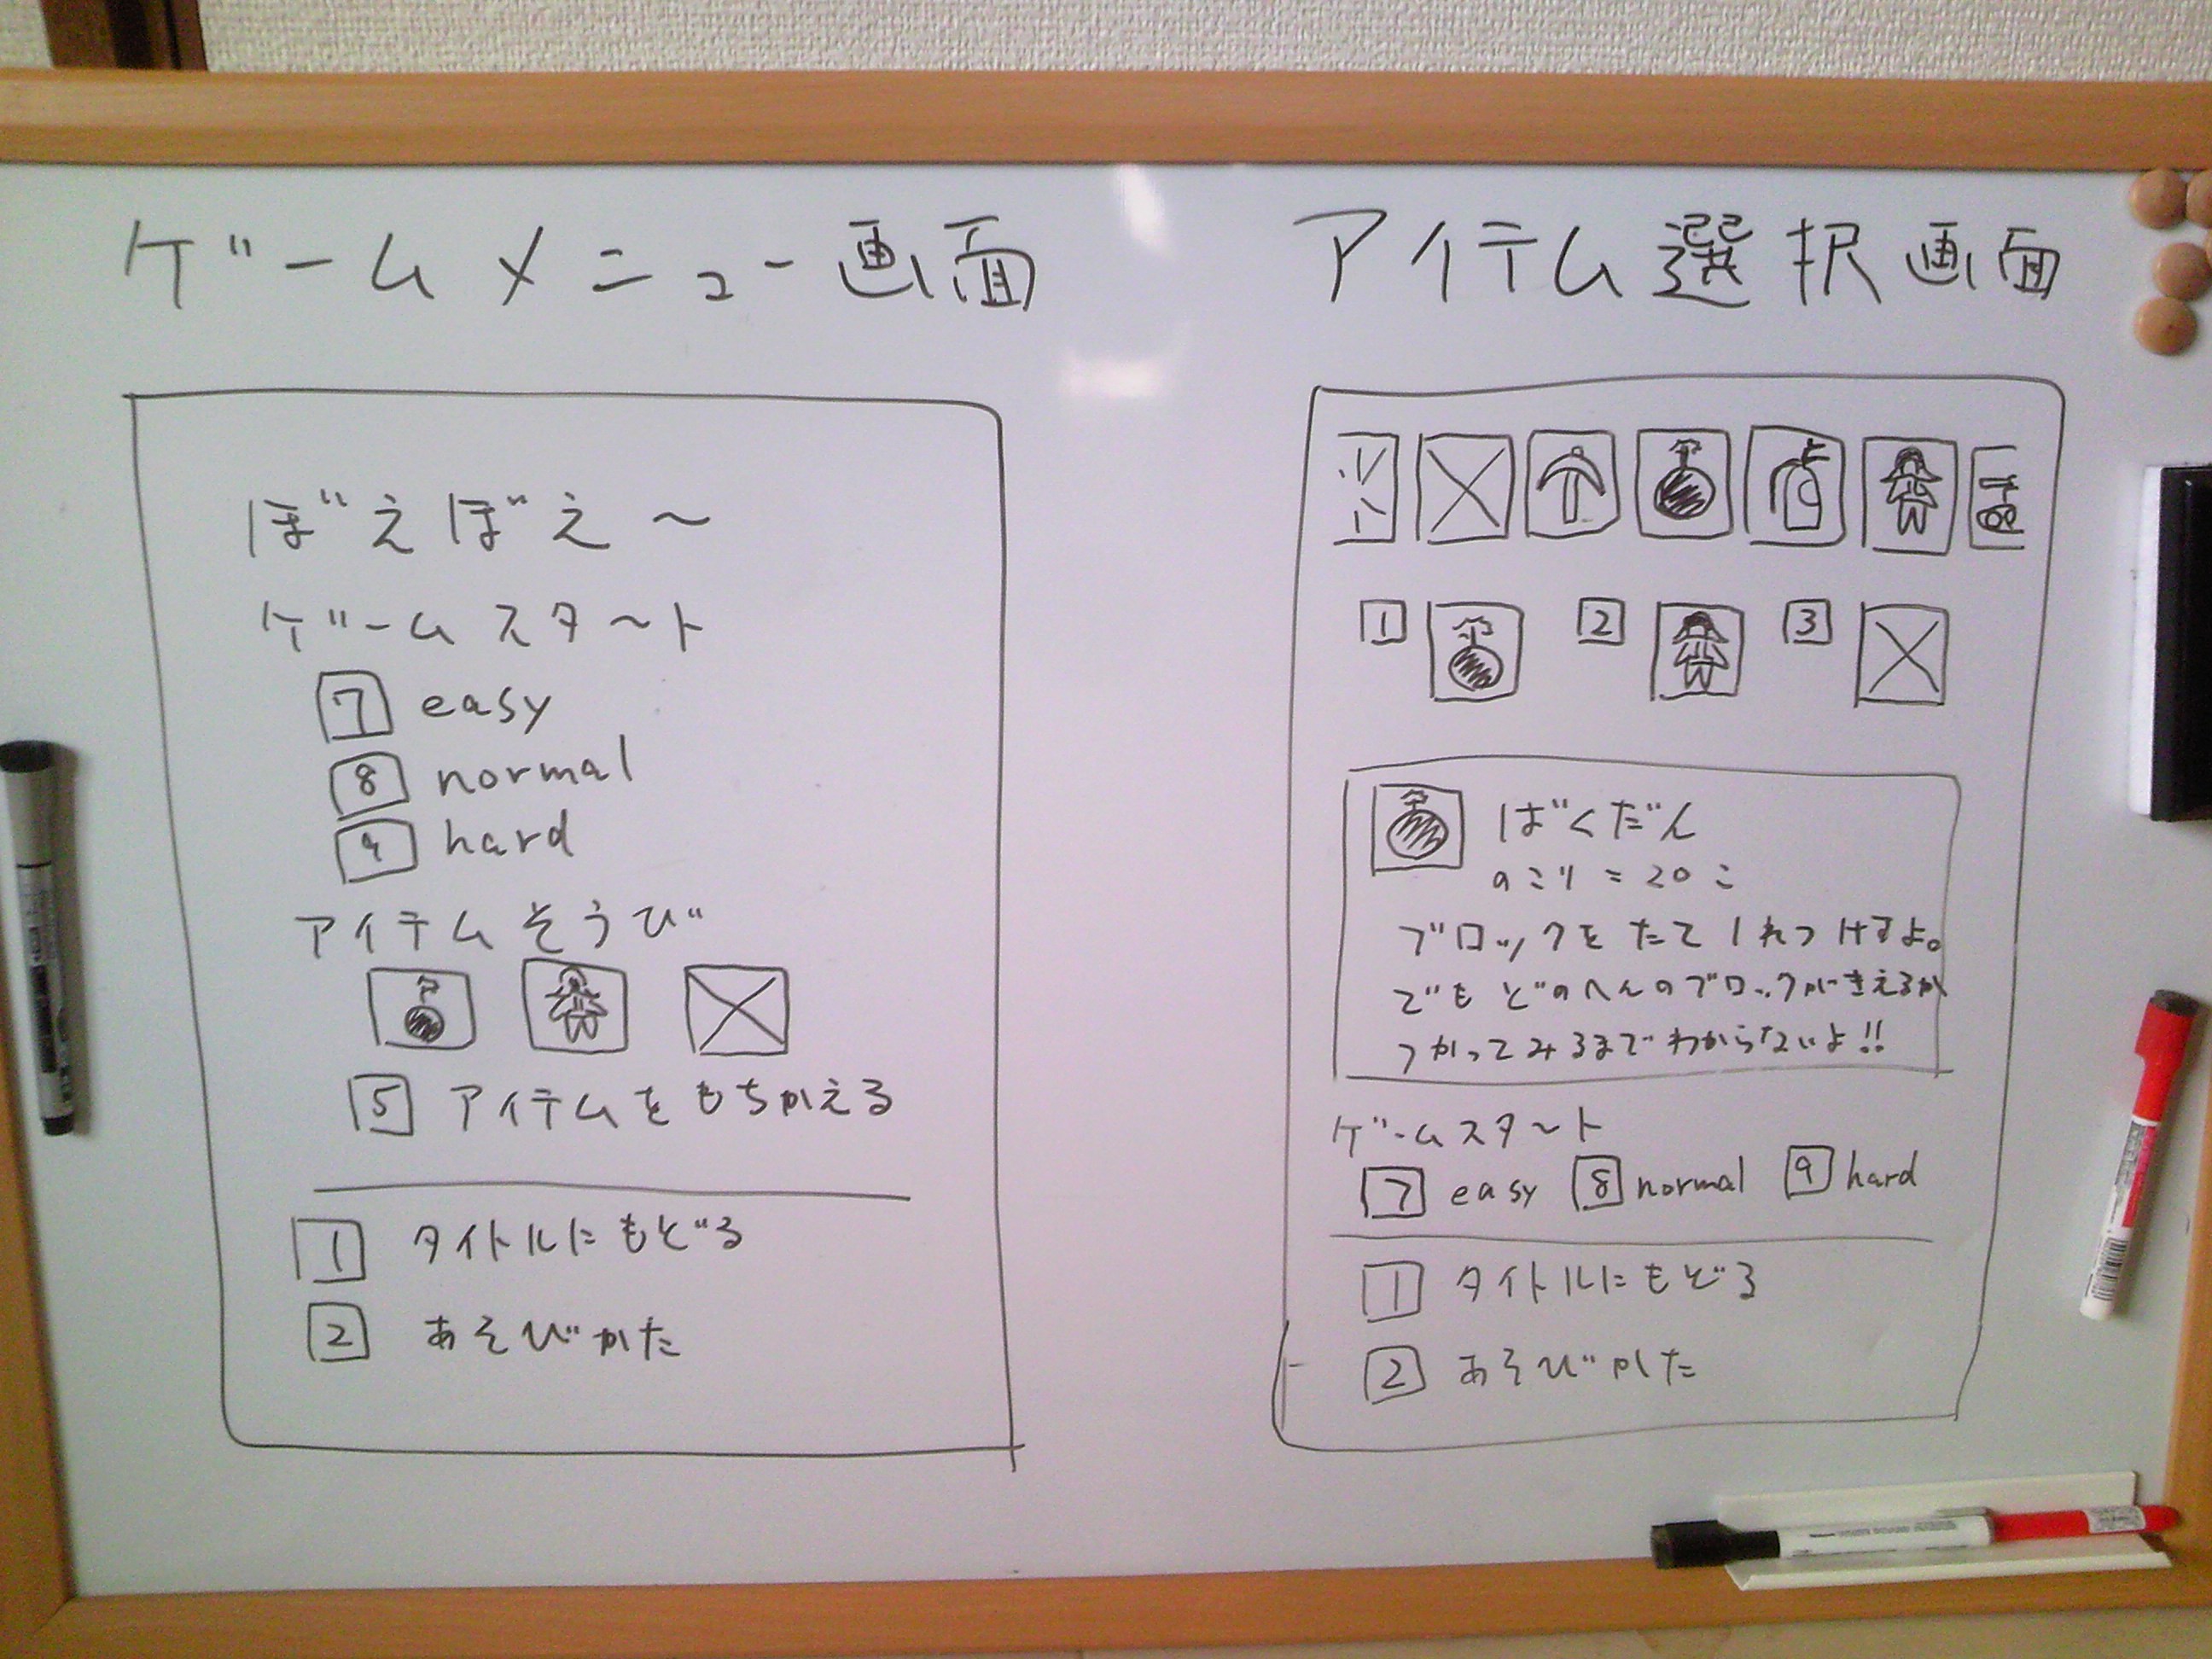 ゲームメニュー画面
ぼえぼえ～
ゲームスタート
7 easy
8 normal
9 hard
アイテムそうび
5 アイテムをもちかえる
1 タイトルにもどる
2 あそびかた
アイテム選択画面
1 2 3
ばくだん
のこり=20こ
ブロックをたて1れつけすよ。
でもどのへんのブロックがきえるか
つかってみるまでわからないよ!!
ゲームスタート
7 easy 8 normal 9 hard
1 タイトルにもどる
2 あそびかた